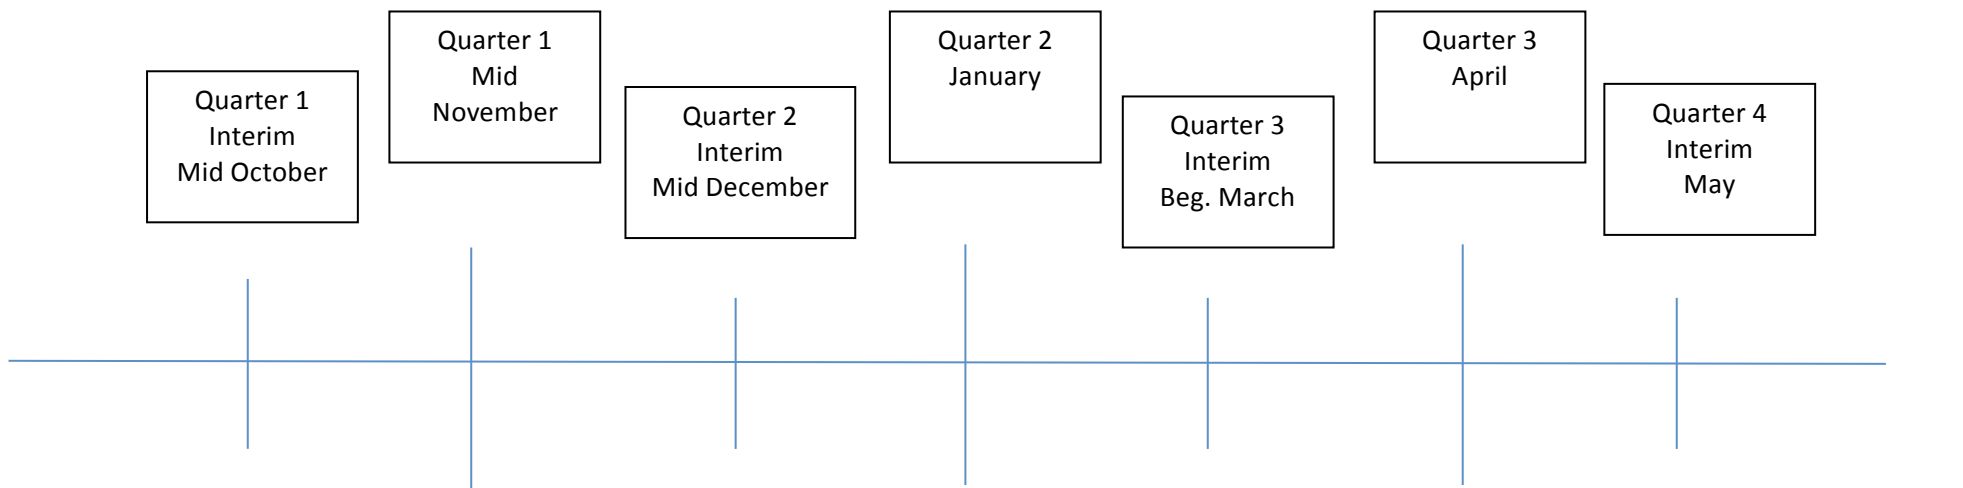 Quarter 1
Interim
Mid October
Quarter 1
Mid
November
Quarter 2
Interim
Mid December
Quarter 2
January
Quarter 3
Interim
Beg. March
Quarter 3
April
Quarter 4
Interim
May